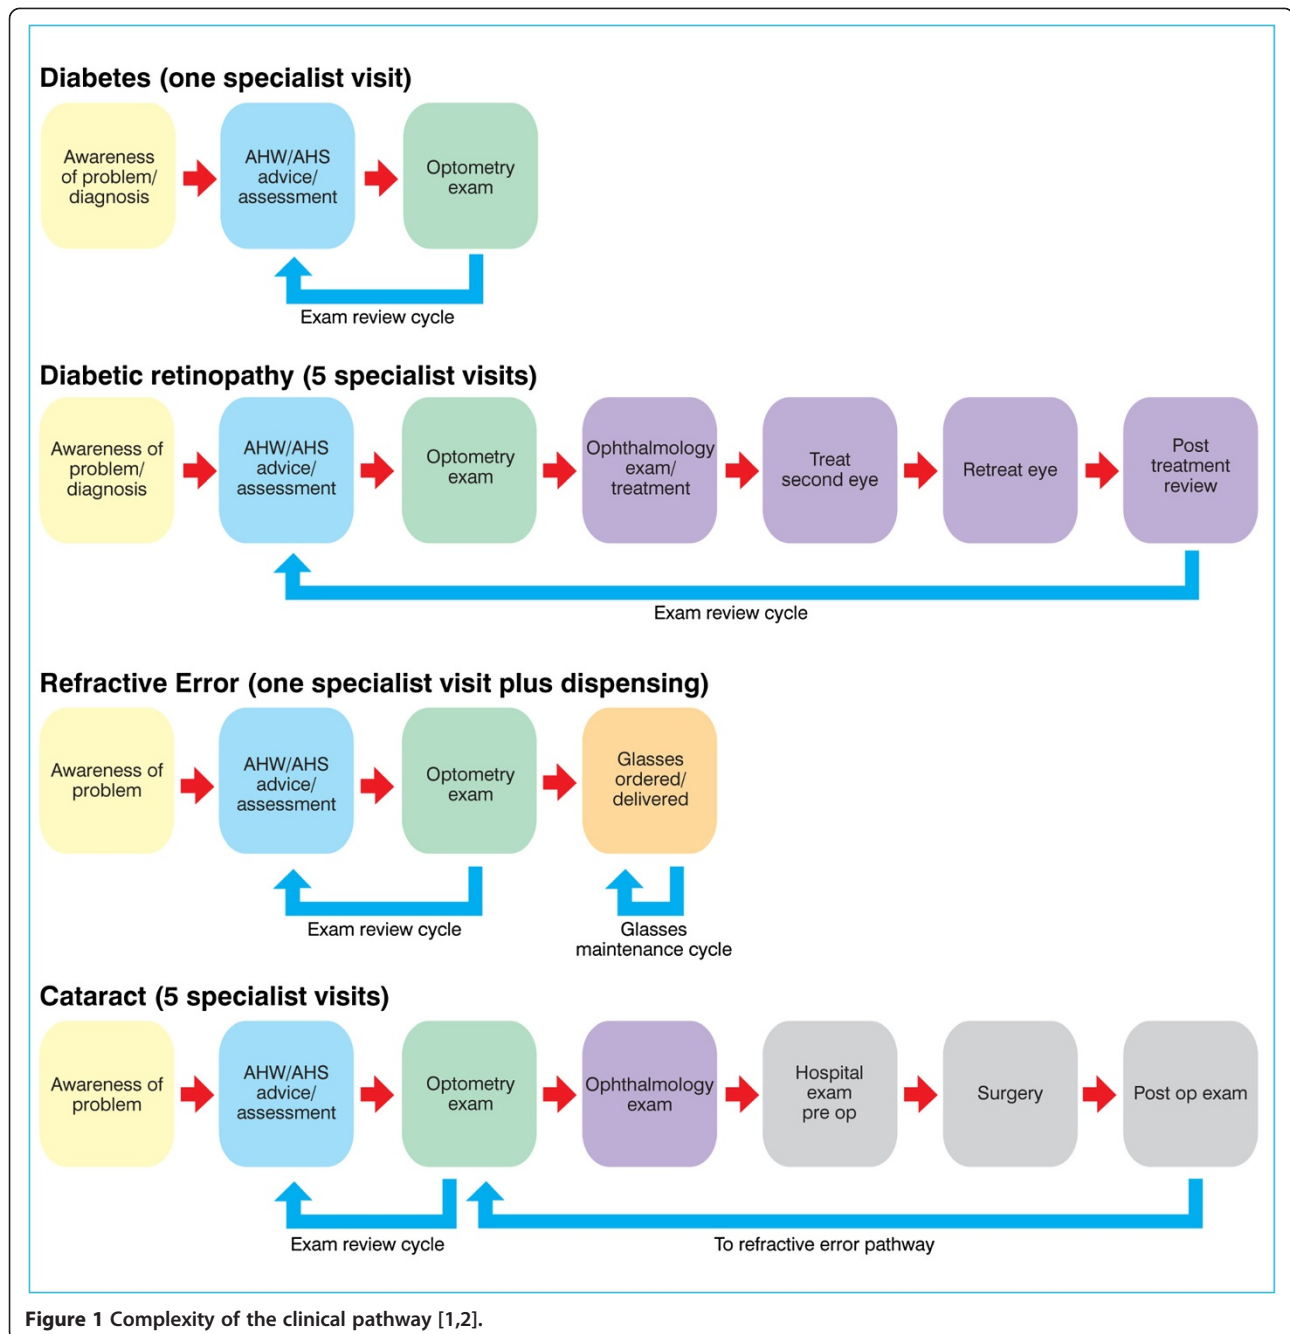 Diabetes (one specialist visit)
Awareness
of problem/
diagnosis
AHW/AHS
advice/
assessment
Optometry
exam
Exam review cycle
Diabetic retinopathy (5 specialist visits)
Awareness of
problem/
diagnosis
AHW/AHS
advice/
assessment
Optometry
exam
Ophthalmology
exam/
treatment
Treat
second eye
Retreat eye
Post
treatment
review
Exam review cycle
Refractive Error (one specialist visit plus dispensing)
Awareness of
problem
AHW/AHS
advice/
assessment
Optometry
exam
Glasses
ordered/
delivered
Exam review cycle
Glasses
maintenance cycle
Cataract (5 specialist visits)
Awareness of
problem
AHW/AHS
advice/
assessment
Optometry
exam
Ophthalmology
exam
Hospital
exam
pre op
Surgery
Post op exam
Exam review cycle
To refractive error pathway
Figure 1 Complexity of the clinical pathway [1,2].